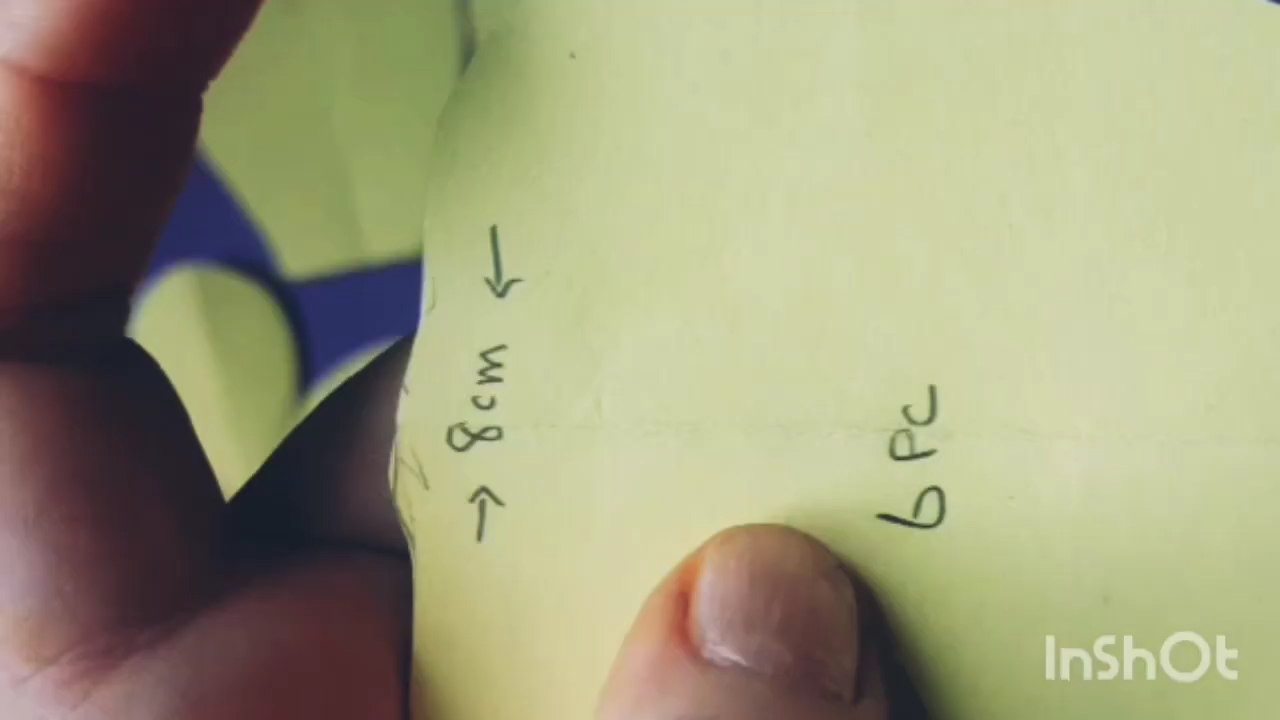 → 8cm ←
6 PC
InShOt